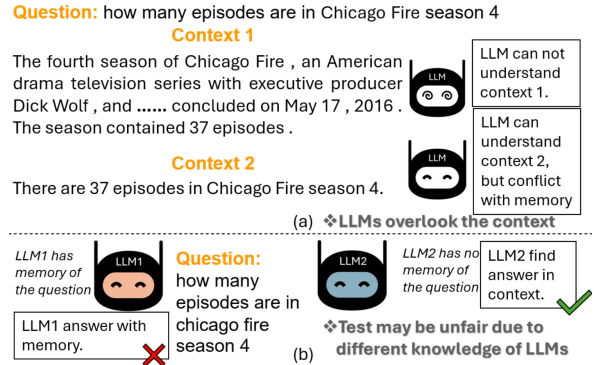 Question: how many episodes are in Chicago Fire season 4
Context 1
The fourth season of Chicago Fire , an American
drama television series with executive producer
Dick Wolf , and ...... concluded on May 17 , 2016 .
The season contained 37 episodes .
LLM
LLM can not
understand
context 1.
Context 2
There are 37 episodes in Chicago Fire season 4.
LLM
LLM can
understand
context 2,
but conflict
with memory
(a) ❖LLMs overlook the context
LLM1 has
memory of
the question
LLM1
LLM1 answer with
memory.
Question:
how many
episodes are in
chicago fire
season 4
LLM2
LLM2 has no
memory of
the question
LLM2 find
answer in
context.
(b)
❖Test may be unfair due to
different knowledge of LLMs